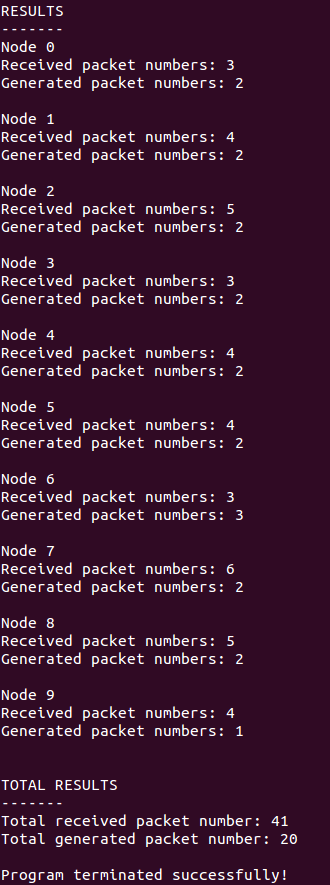 RESULTS
-------
Node 0
Received packet numbers: 3
Generated packet numbers: 2
Node 1
Received packet numbers: 4
Generated packet numbers: 2
Node 2
Received packet numbers: 5
Generated packet numbers: 2
Node 3
Received packet numbers: 3
Generated packet numbers: 2
Node 4
Received packet numbers: 4
Generated packet numbers: 2
Node 5
Received packet numbers: 4
Generated packet numbers: 2
Node 6
Received packet numbers: 3
Generated packet numbers: 3
Node 7
Received packet numbers: 6
Generated packet numbers: 2
Node 8
Received packet numbers: 5
Generated packet numbers: 2
Node 9
Received packet numbers: 4
Generated packet numbers: 1
TOTAL RESULTS
-------
Total received packet number: 41
Total generated packet number: 20
Program terminated successfully!